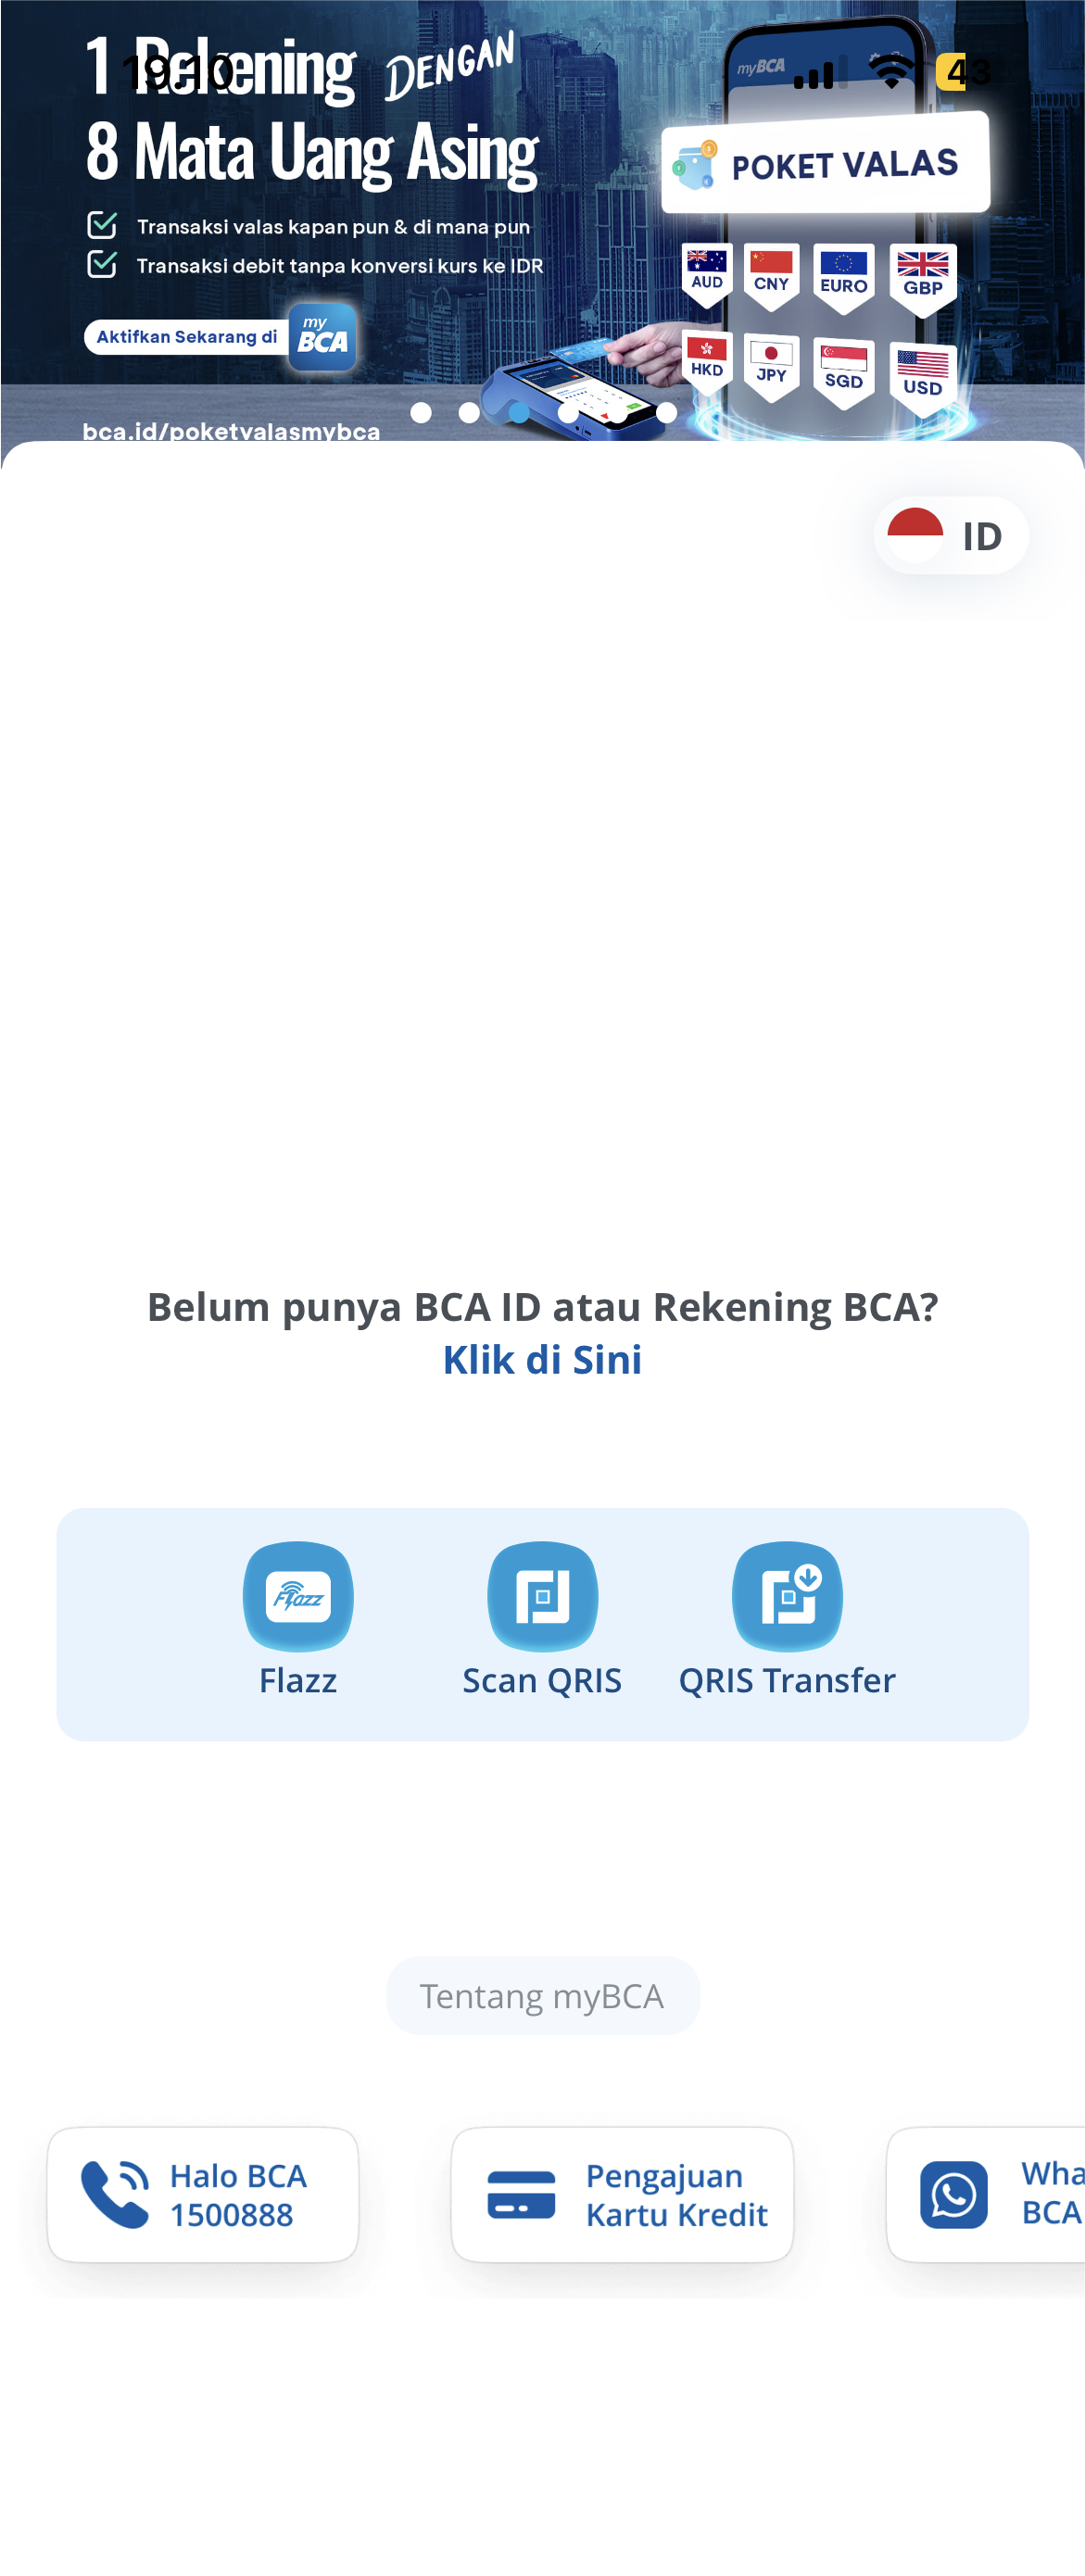 1 Rekening DENGAN
19.10
43
8 Mata Uang Asing
myBCA
POKET VALAS
Transaksi valas kapan pun & di mana pun
Transaksi debit tanpa konversi kurs ke IDR
AUD CNY EURO GBP
Aktifkan Sekarang di my BCA
HKD JPY SGD USD
bca.id/poketvalasmybca
ID
Belum punya BCA ID atau Rekening BCA?
Klik di Sini
Flazz
Flazz Scan QRIS QRIS Transfer
Tentang myBCA
Halo BCA
1500888
Pengajuan
Kartu Kredit
Wha
BCA